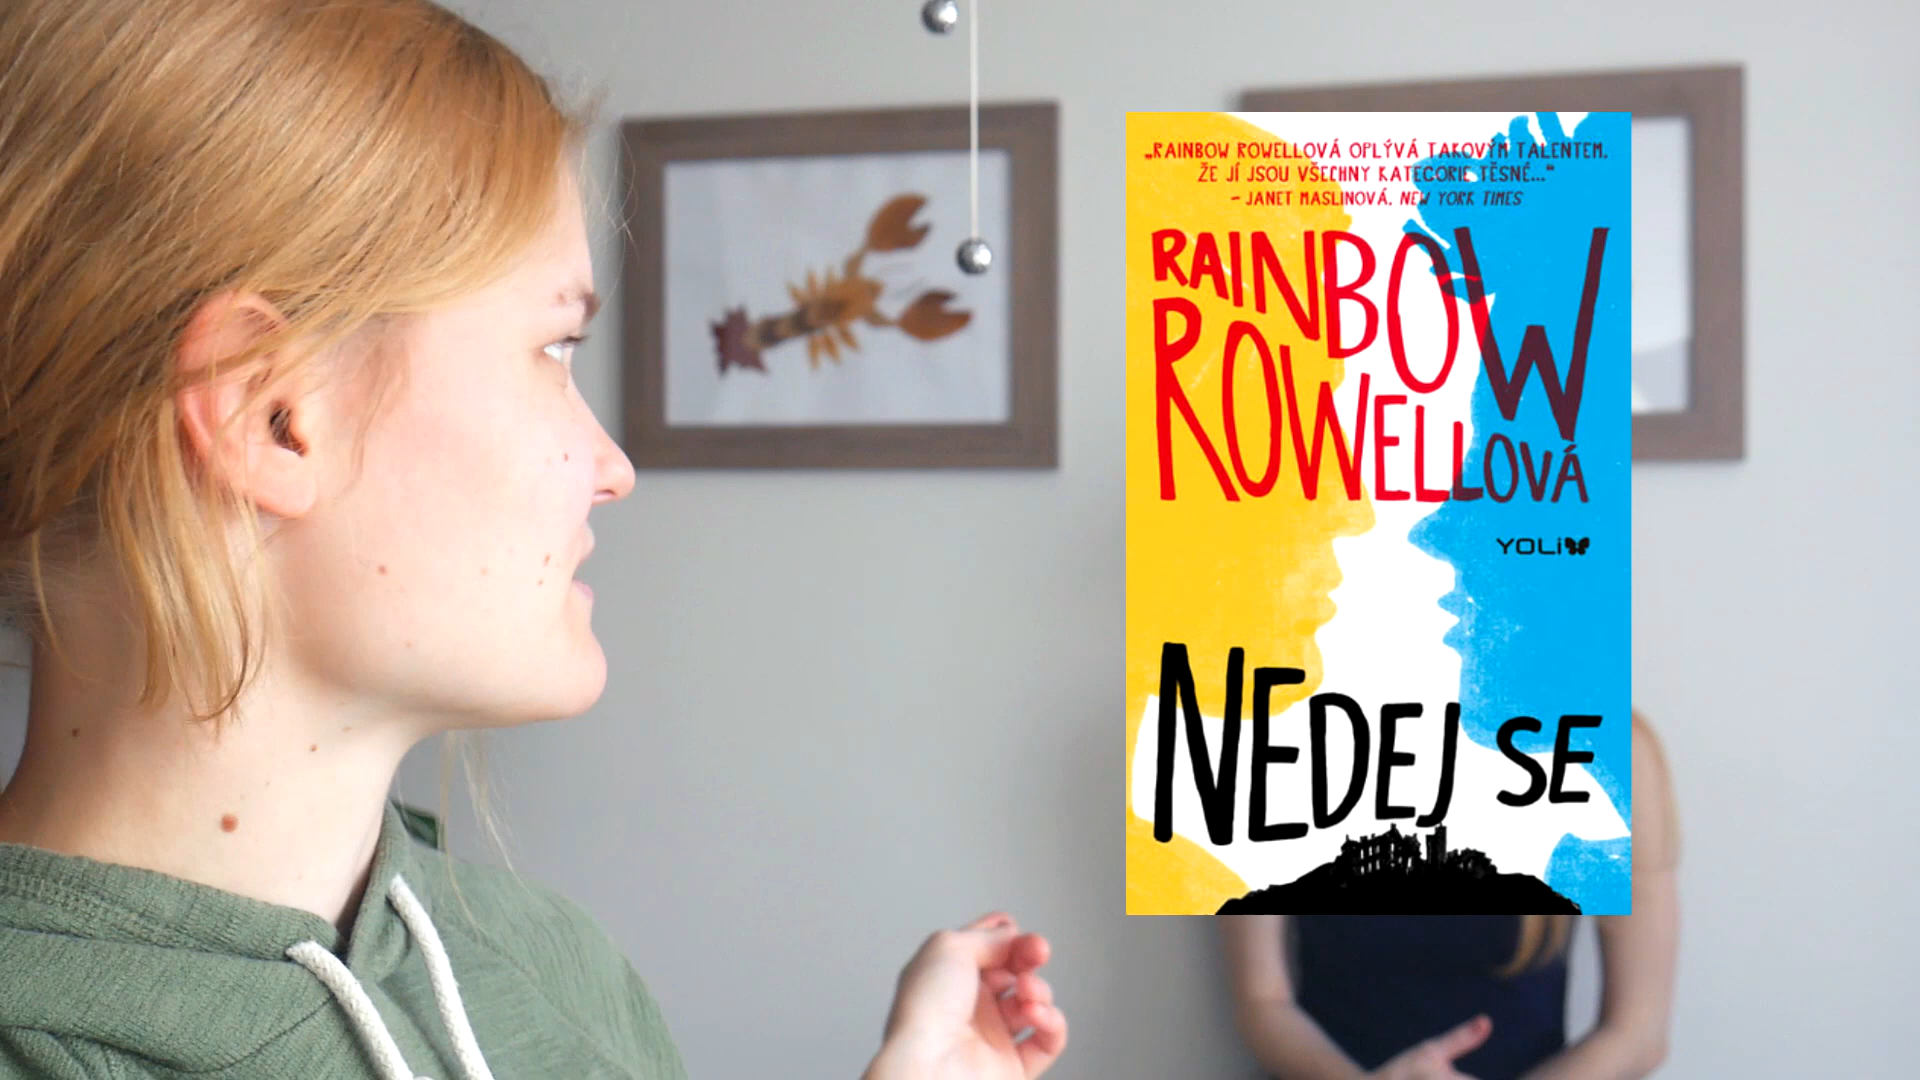 „RAINBOW ROWELLOVÁ OPLÝVÁ TAKOVÝM TALENTEM,
ŽE JÍ JSOU VŠECHNY KATEGORIE TĚSNÉ...“
– JANET MASLINOVÁ, NEW YORK TIMES
RAINBOW
ROWELLOVÁ
YOLi
NEDEJ SE